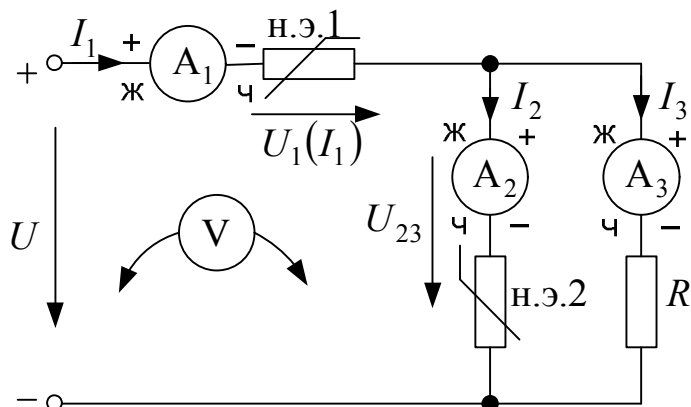 I₁ + − н.э.1
+ A₁
ж ч
U₁(I₁) I₂ I₃
ж + ж +
A₂ A₃
U V U₂₃
ч − ч −
н.э.2 R
−